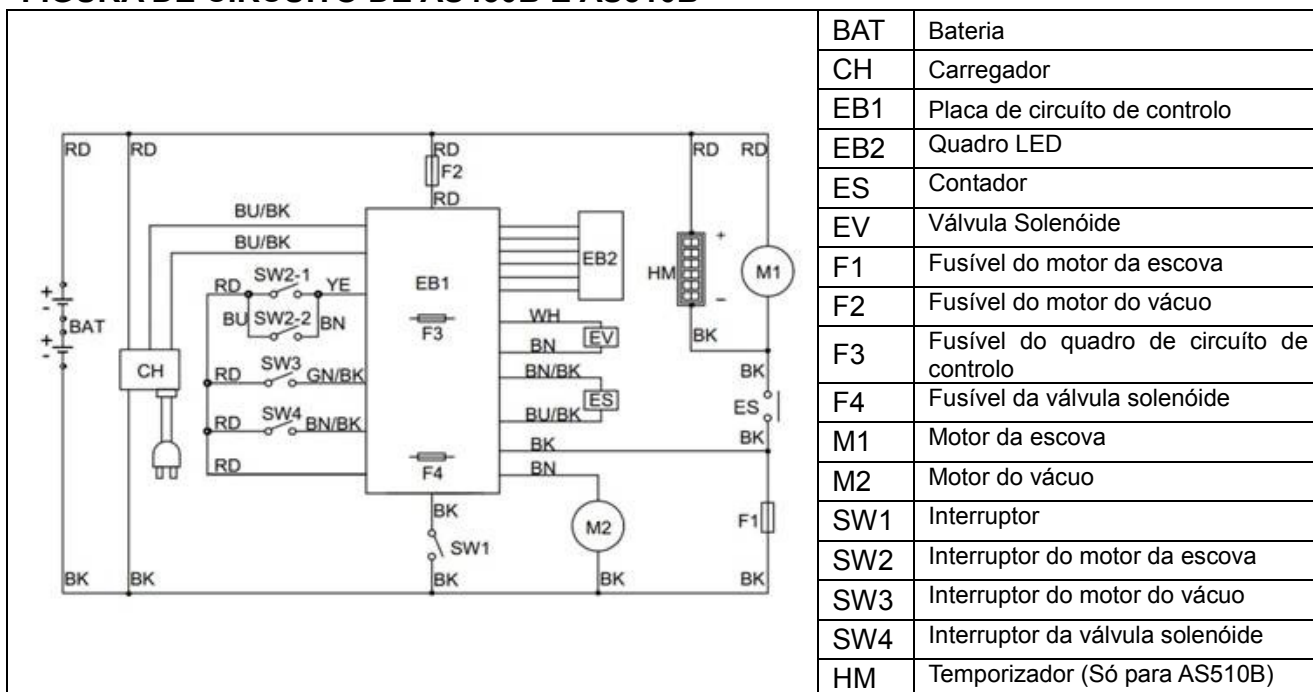 FIGURA DE CIRCUITO DE E AS510B
RD RD RD RD RD
F2
RD
BU/BK
BU/BK
SW2-1
RD YE
BU SW2-2 BN
EB1
F3
EB2
HM
+
-
M1
+
-
BAT
+
-
WH
EV
BN
BK
CH
SW3
RD GN/BK
BN/BK
ES
BU/BK
BK
ES
SW4
RD BN/BK
BK
BK
RD
F4
BN
BK
SW1
M2
F1
BK BK BK BK BK
BAT Bateria
CH Carregador
EB1 Placa de circuíto de controlo
EB2 Quadro LED
ES Contador
EV Válvula Solenóide
F1 Fusível do motor da escova
F2 Fusível do motor do vácuo
F3 Fusível do quadro de circuíto de
controlo
F4 Fusível da válvula solenóide
M1 Motor da escova
M2 Motor do vácuo
SW1 Interruptor
SW2 Interruptor do motor da escova
SW3 Interruptor do motor do vácuo
SW4 Interruptor da válvula solenóide
HM Temporizador (Só para AS510B)